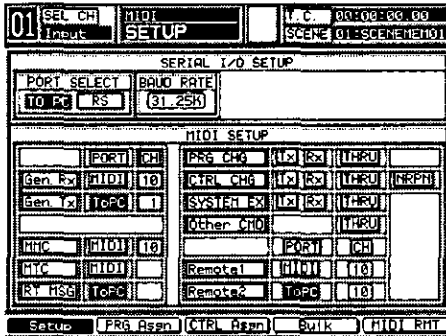 01 SEL CH MIDI T.C. 00:00:00.00
Input SETUP SCENE 01:SCENEMEM01
SERIAL I/O SETUP
PORT SELECT BAUD RATE
TO PC RS (31.25K)
MIDI SETUP
PORT CH PRG CHG Tx Rx THRU
Gen Rx MIDI 10 CTRL CHG Tx Rx THRU NRPN
Gen Tx ToPC 1 SYSTEM EX Tx Rx THRU
Other CMD THRU
MMC MIDI 10 PORT CH
MTC MIDI Remote1 MIDI 10
RT MSG ToPC Remote2 ToPC 10
Setup PRG Asgn CTRL Asgn Bulk MIDI RMT